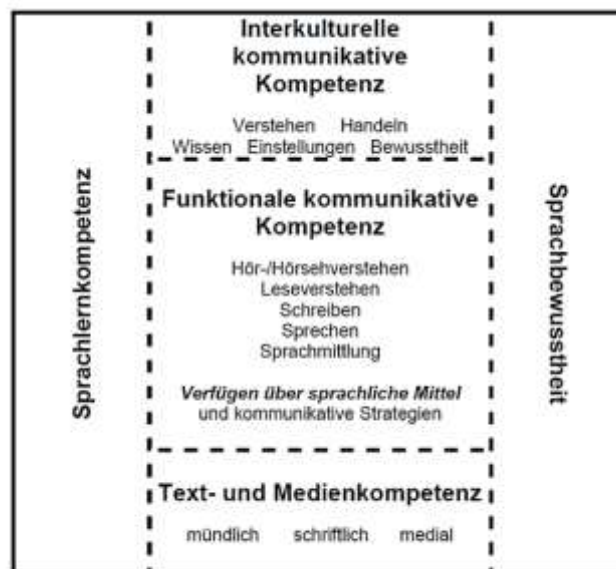 Sprachlernkompetenz
Interkulturelle
kommunikative
Kompetenz
Verstehen Handeln
Wissen Einstellungen Bewusstheit
Funktionale kommunikative
Kompetenz
Hör-/Hörsehverstehen
Leseverstehen
Schreiben
Sprechen
Sprachmittlung
Verfügen über sprachliche Mittel
und kommunikative Strategien
Text- und Medienkompetenz
mündlich schriftlich medial
Sprachbewusstheit